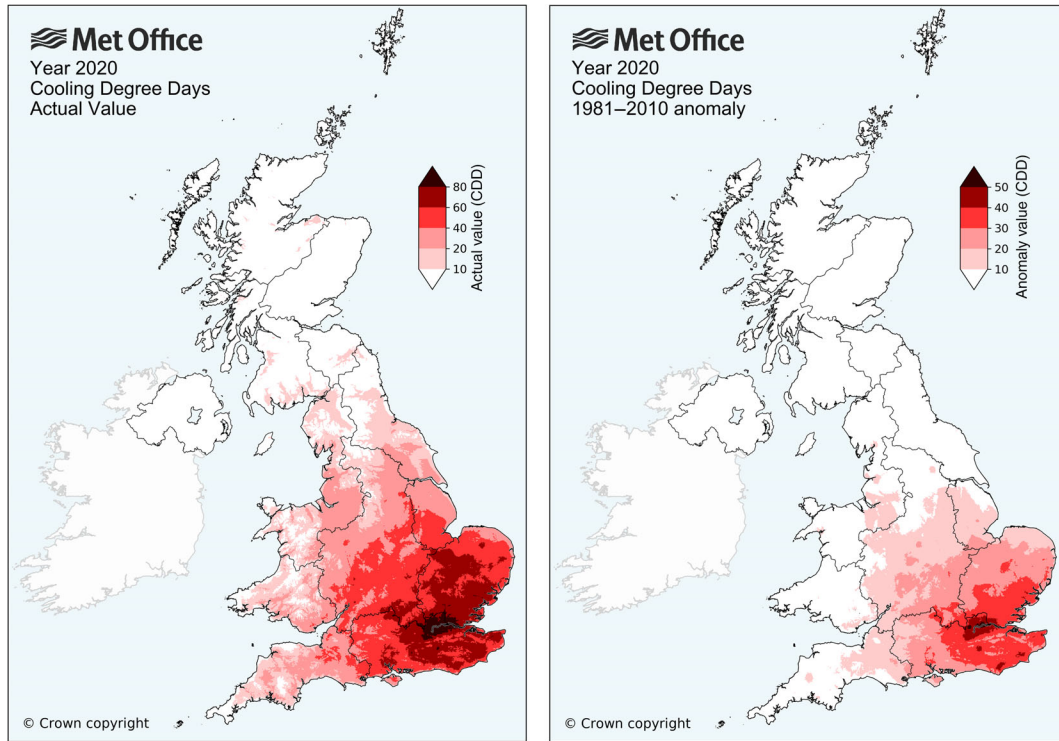 Met Office
Year 2020
Cooling Degree Days
Actual Value
80
60
40
20
10
Actual value (CDD)
© Crown copyright
Met Office
Year 2020
Cooling Degree Days
1981–2010 anomaly
50
40
30
20
10
Anomaly value (CDD)
© Crown copyright